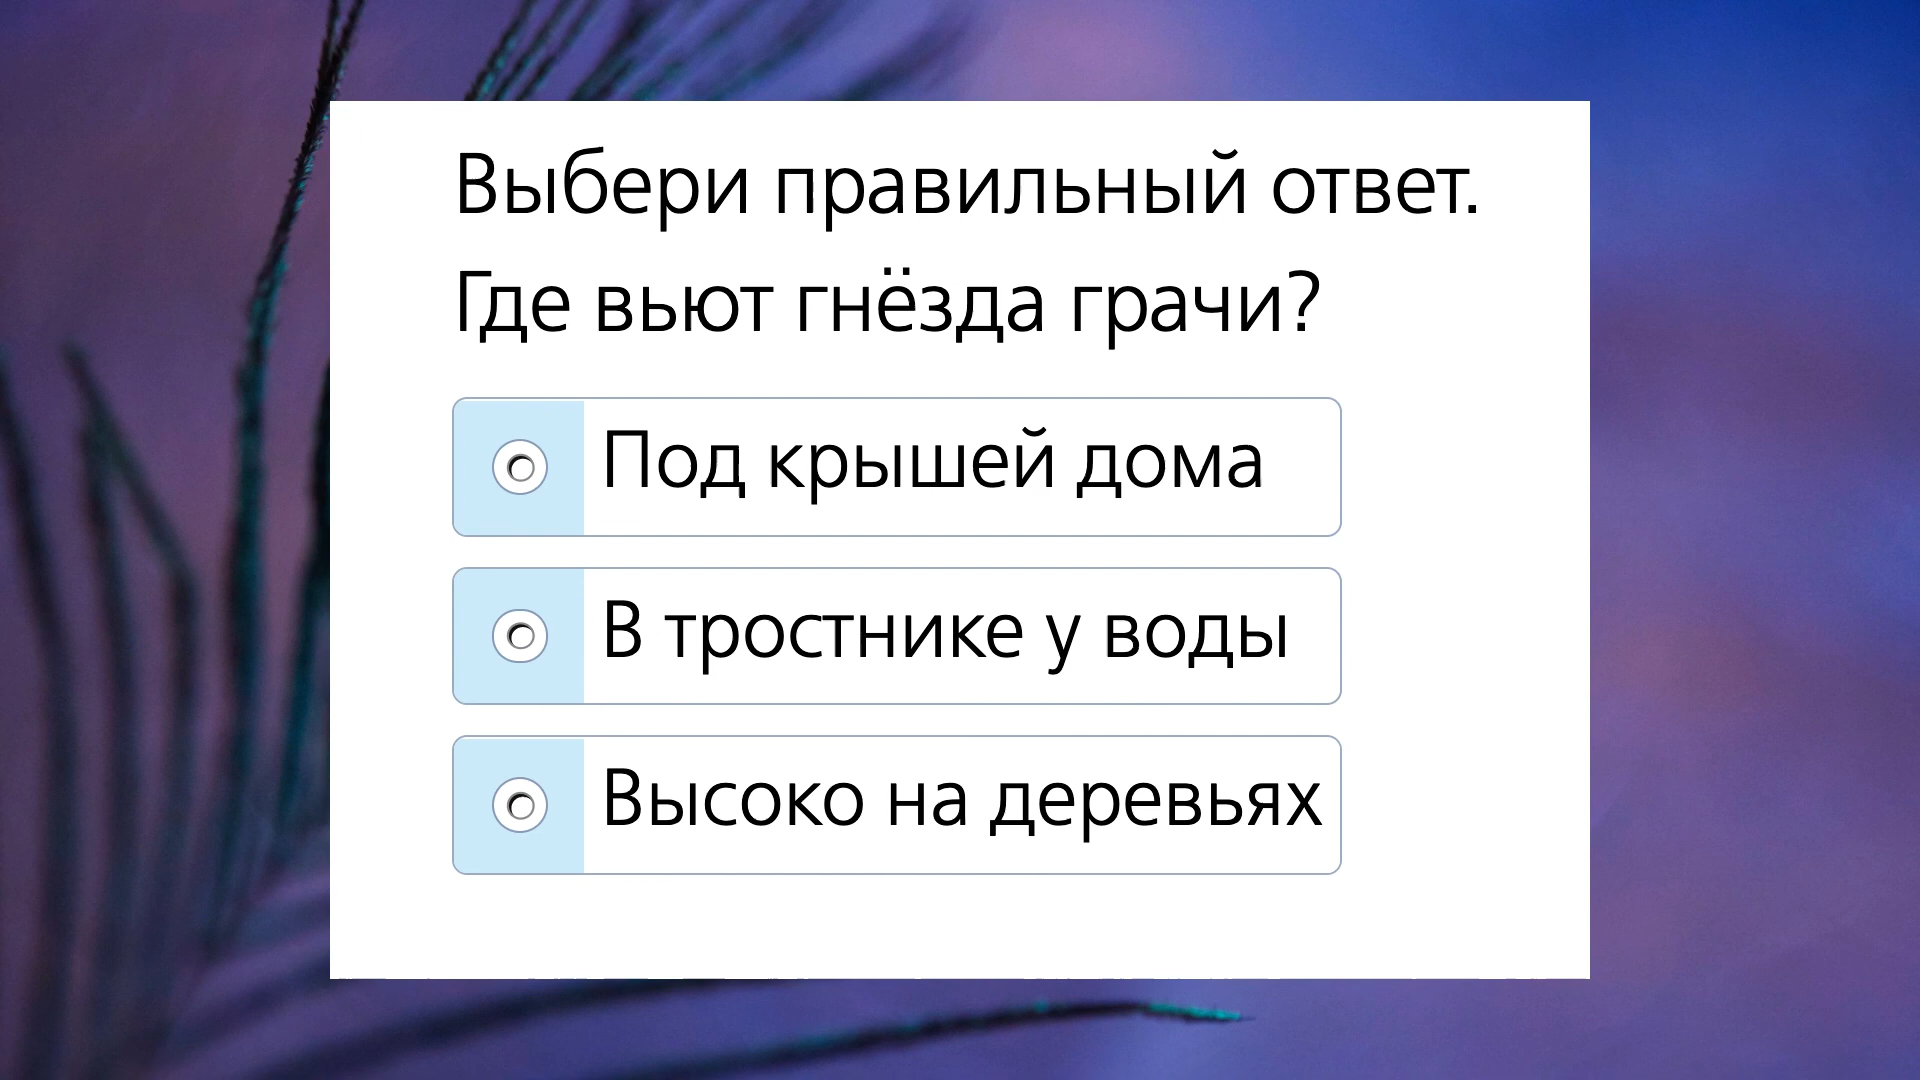 Выбери правильный ответ.
Где вьют гнёзда грачи?
Под крышей дома
В тростнике у воды
Высоко на деревьях